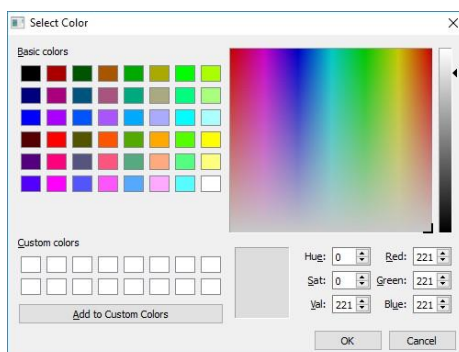 Select Color
Basic colors
Custom colors
Add to Custom Colors
Hue: 0 Red: 221
Sat: 0 Green: 221
Val: 221 Blue: 221
OK Cancel